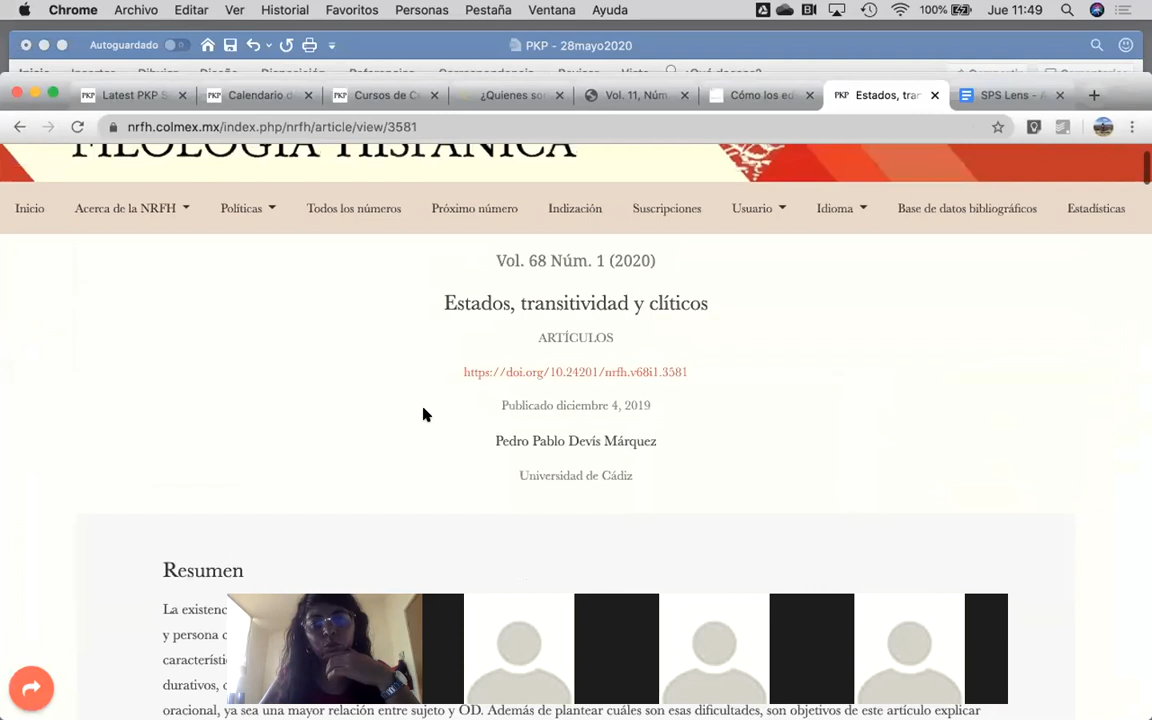 Chrome Archivo Editar Ver Historial Favoritos Personas Pestaña Ventana Ayuda 100% Jue 11:49
Autoguardado PKP - 28mayo2020
PKP Latest PKP S PKP Calendario d PKP Cursos de C ¿Quienes so Vol. 11, Núm Cómo los ed PKP Estados, tran SPS Lens - A
nrfh.colmex.mx/index.php/nrfh/article/view/3581
FILOLOGÍA HISPÁNICA
Inicio Acerca de la NRFH Políticas Todos los números Próximo número Indización Suscripciones Usuario Idioma Base de datos bibliográficos Estadísticas
Vol. 68 Núm. 1 (2020)
Estados, transitividad y clíticos
ARTÍCULOS
https://doi.org/10.24201/nrfh.v68i1.3581
Publicado diciembre 4, 2019
Pedro Pablo Devís Márquez
Universidad de Cádiz
Resumen
La existenc
y persona c
característi
durativos, c
oracional, ya sea una mayor relación entre sujeto y OD. Además de plantear cuáles son esas dificultades, son objetivos de este artículo explicar